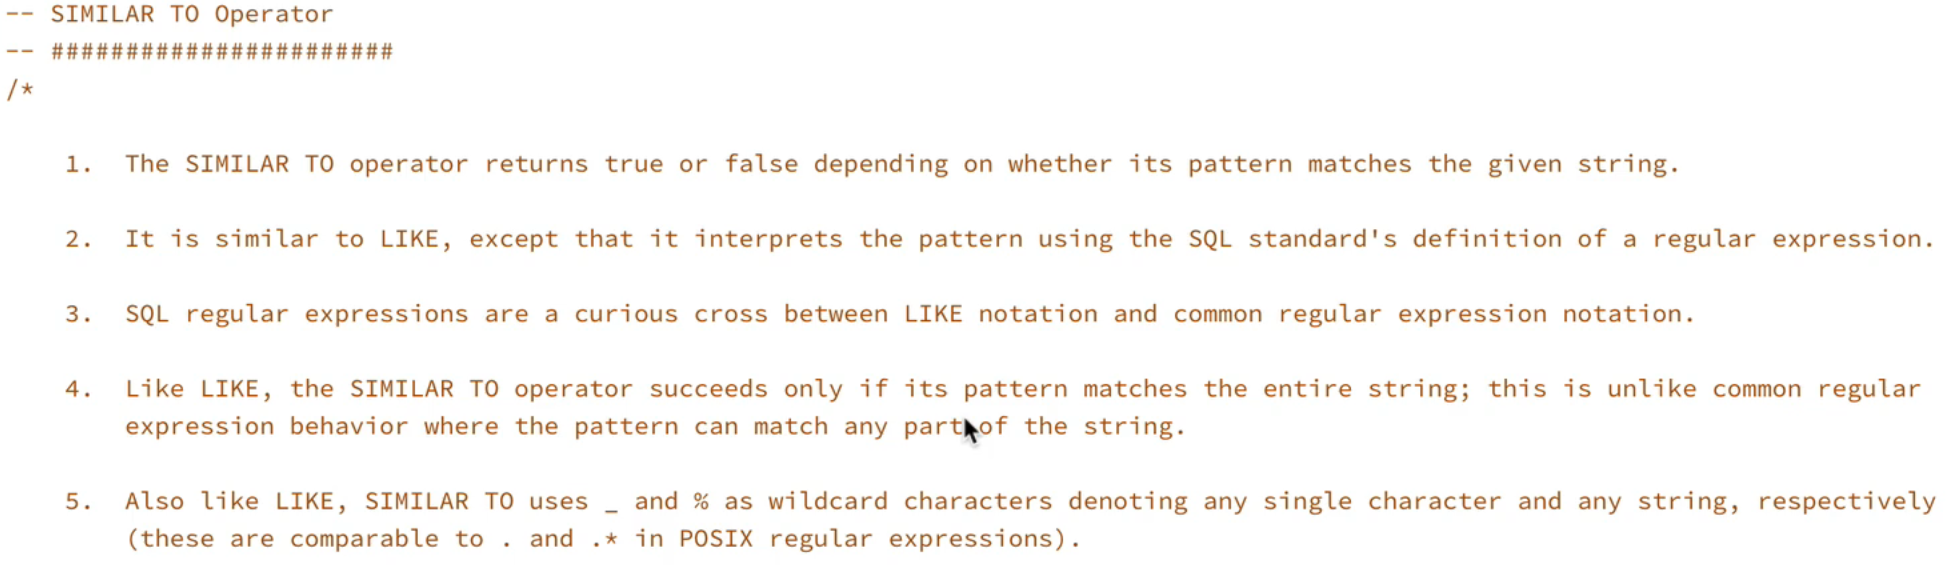 -- SIMILAR TO Operator
-- #######################
/*
1. The SIMILAR TO operator returns true or false depending on whether its pattern matches the given string.
2. It is similar to LIKE, except that it interprets the pattern using the SQL standard's definition of a regular expression.
3. SQL regular expressions are a curious cross between LIKE notation and common regular expression notation.
4. Like LIKE, the SIMILAR TO operator succeeds only if its pattern matches the entire string; this is unlike common regular
expression behavior where the pattern can match any part of the string.
5. Also like LIKE, SIMILAR TO uses _ and % as wildcard characters denoting any single character and any string, respectively
(these are comparable to . and .* in POSIX regular expressions).